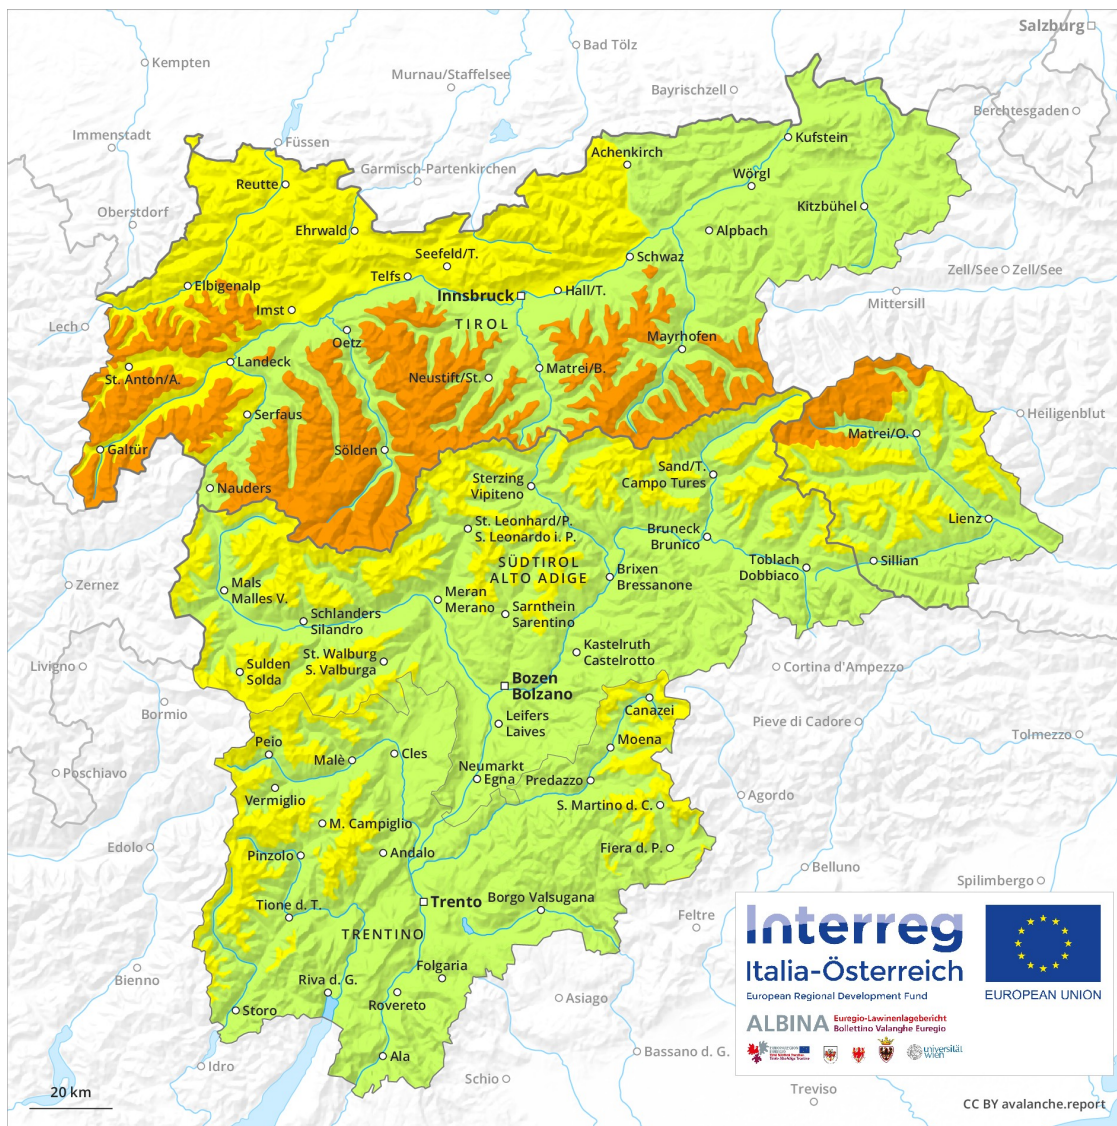 Salzburg
Bad Tölz
Kempten
Murnau/Staffelsee
Bayrischzell
Berchtesgaden
Immenstadt
Füssen
Kufstein
Achenkirch
Garmisch-Partenkirchen
Wörgl
Reutte
Oberstdorf
Kitzbühel
Ehrwald
Alpbach
Seefeld/T.
Schwaz
Telfs
Zell/See
Zell/See
Elbigenalp
Hall/T.
Innsbruck
Mittersill
Imst
Lech
TIROL
Oetz
Mayrhofen
Landeck
Matrei/B.
St. Anton/A.
Neustift/St.
Serfaus
Heiligenblut
Matrei/O.
Galtür
Sölden
Sand/T.
Campo Tures
Sterzing
Vipiteno
Nauders
Lienz
St. Leonhard/P.
S. Leonardo i. P.
Bruneck
Brunico
Toblach
Dobbiaco
Sillian
SÜDTIROL
ALTO ADIGE
Brixen
Bressanone
Zernez
Mals
Malles V.
Meran
Merano
Sarnthein
Sarentino
Schlanders
Silandro
Kastelruth
Castelrotto
St. Walburg
S. Valburga
Livigno
Sulden
Solda
Cortina d'Ampezzo
Bozen
Bolzano
Canazei
Bormio
Leifers
Laives
Pieve di Cadore
Tolmezzo
Peio
Moena
Malè
Cles
Poschiavo
Neumarkt
Egna
Predazzo
Vermiglio
Agordo
S. Martino d. C.
M. Campiglio
Edolo
Pinzolo
Andalo
Fiera d. P.
Belluno
Spilimbergo
Tione d. T.
Trento
Borgo Valsugana
Feltre
TRENTINO
Folgaria
Bienno
Riva d. G.
Rovereto
Asiago
Storo
Ala
Bassano d. G.
Idro
Schio
Treviso
20 km
Interreg
Italia-Österreich
European Regional Development Fund
EUROPEAN UNION
ALBINA
Euregio-Lawinenlagebericht
Bollettino Valanghe Euregio
universität
wien
CC BY avalanche.report